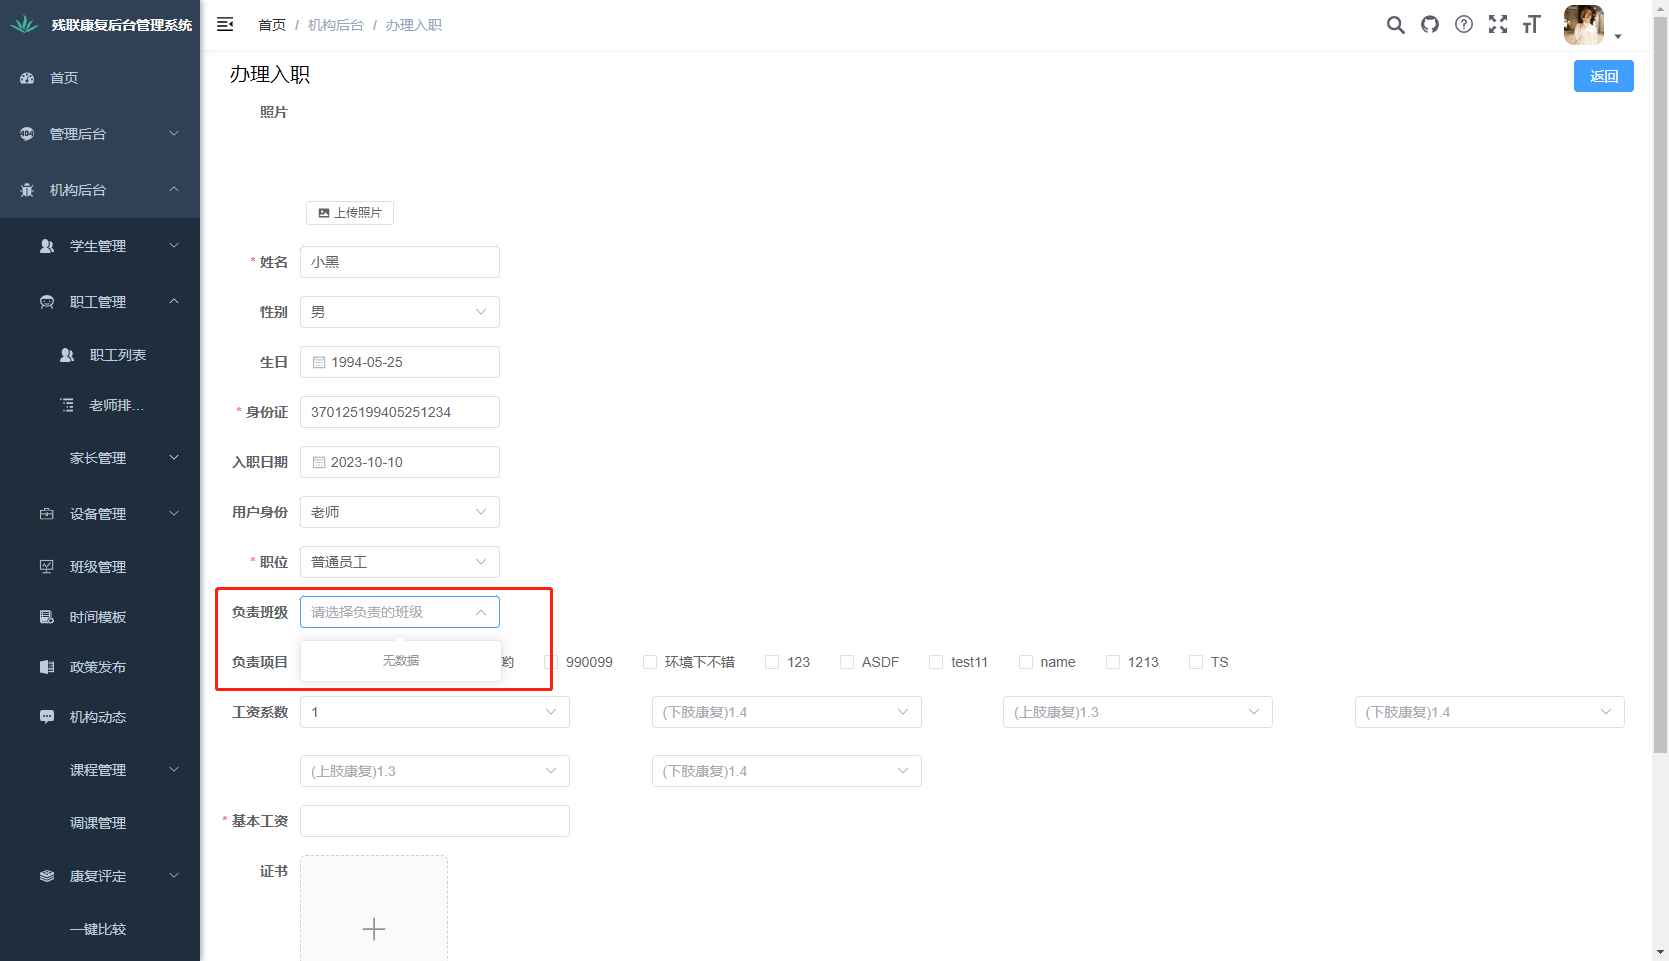 残联康复后台管理系统
首页 / 机构后台 / 办理入职
首页
管理后台
机构后台
学生管理
职工管理
职工列表
老师排...
家长管理
设备管理
班级管理
时间模板
政策发布
机构动态
课程管理
调课管理
康复评定
一键比较
办理入职
返回
照片
上传照片
* 姓名 小黑
性别 男
生日 1994-05-25
* 身份证 370125199405251234
入职日期 2023-10-10
用户身份 老师
* 职位 普通员工
负责班级 请选择负责的班级
无数据
负责项目 哟 990099 环境下不错 123 ASDF test11 name 1213 TS
工资系数 1 (下肢康复)1.4 (上肢康复)1.3 (下肢康复)1.4
(上肢康复)1.3 (下肢康复)1.4
* 基本工资
证书